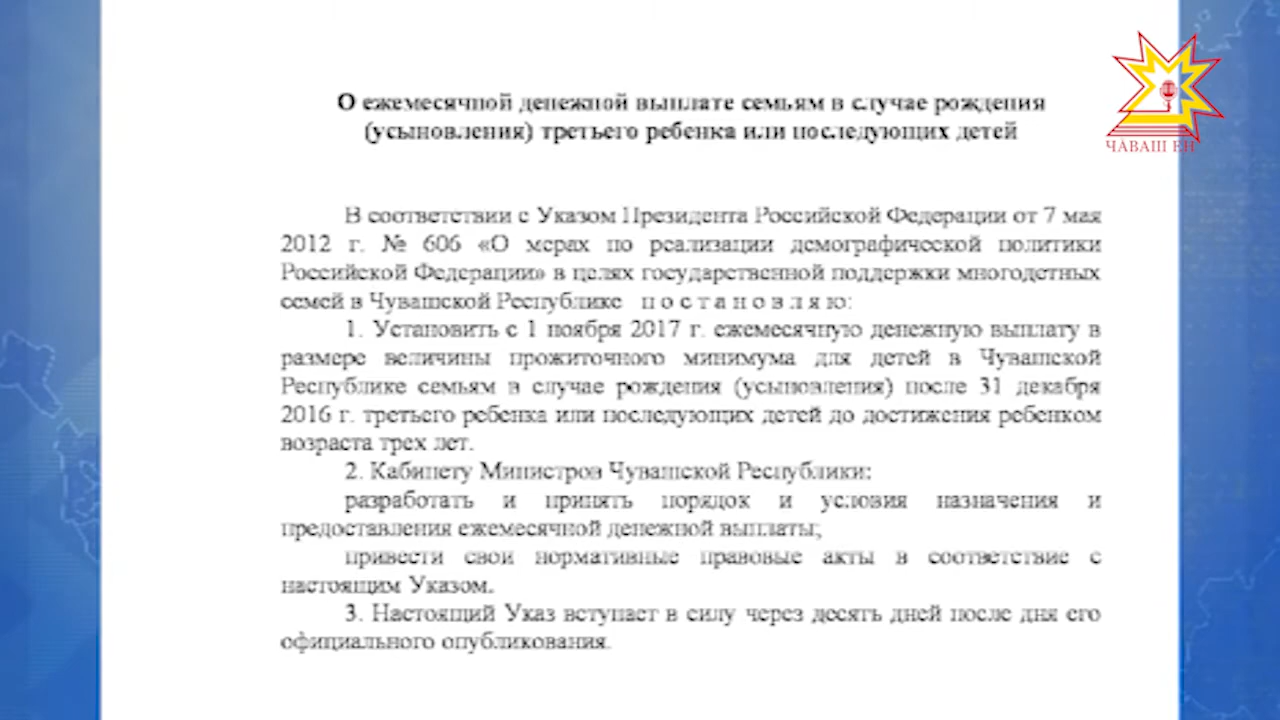 О ежемесячной денежной выплате семьям в случае рождения
(усыновления) третьего ребенка или последующих детей
ЧӐВАШ ЕН
В соответствии с Указом Президента Российской Федерации от 7 мая
2012 г. № 606 «О мерах по реализации демографической политики
Российской Федерации» в целях государственной поддержки многодетных
семей в Чувашской Республике п о с т а н о в л я ю:
1. Установить с 1 ноября 2017 г. ежемесячную денежную выплату в
размере величины прожиточного минимума для детей в Чувашской
Республике семьям в случае рождения (усыновления) после 31 декабря
2016 г. третьего ребенка или последующих детей до достижения ребенком
возраста трех лет.
2. Кабинету Министров Чувашской Республики:
разработать и принять порядок и условия назначения и
предоставления ежемесячной денежной выплаты;
привести свои нормативные правовые акты в соответствие с
настоящим Указом.
3. Настоящий Указ вступает в силу через десять дней после дня его
официального опубликования.